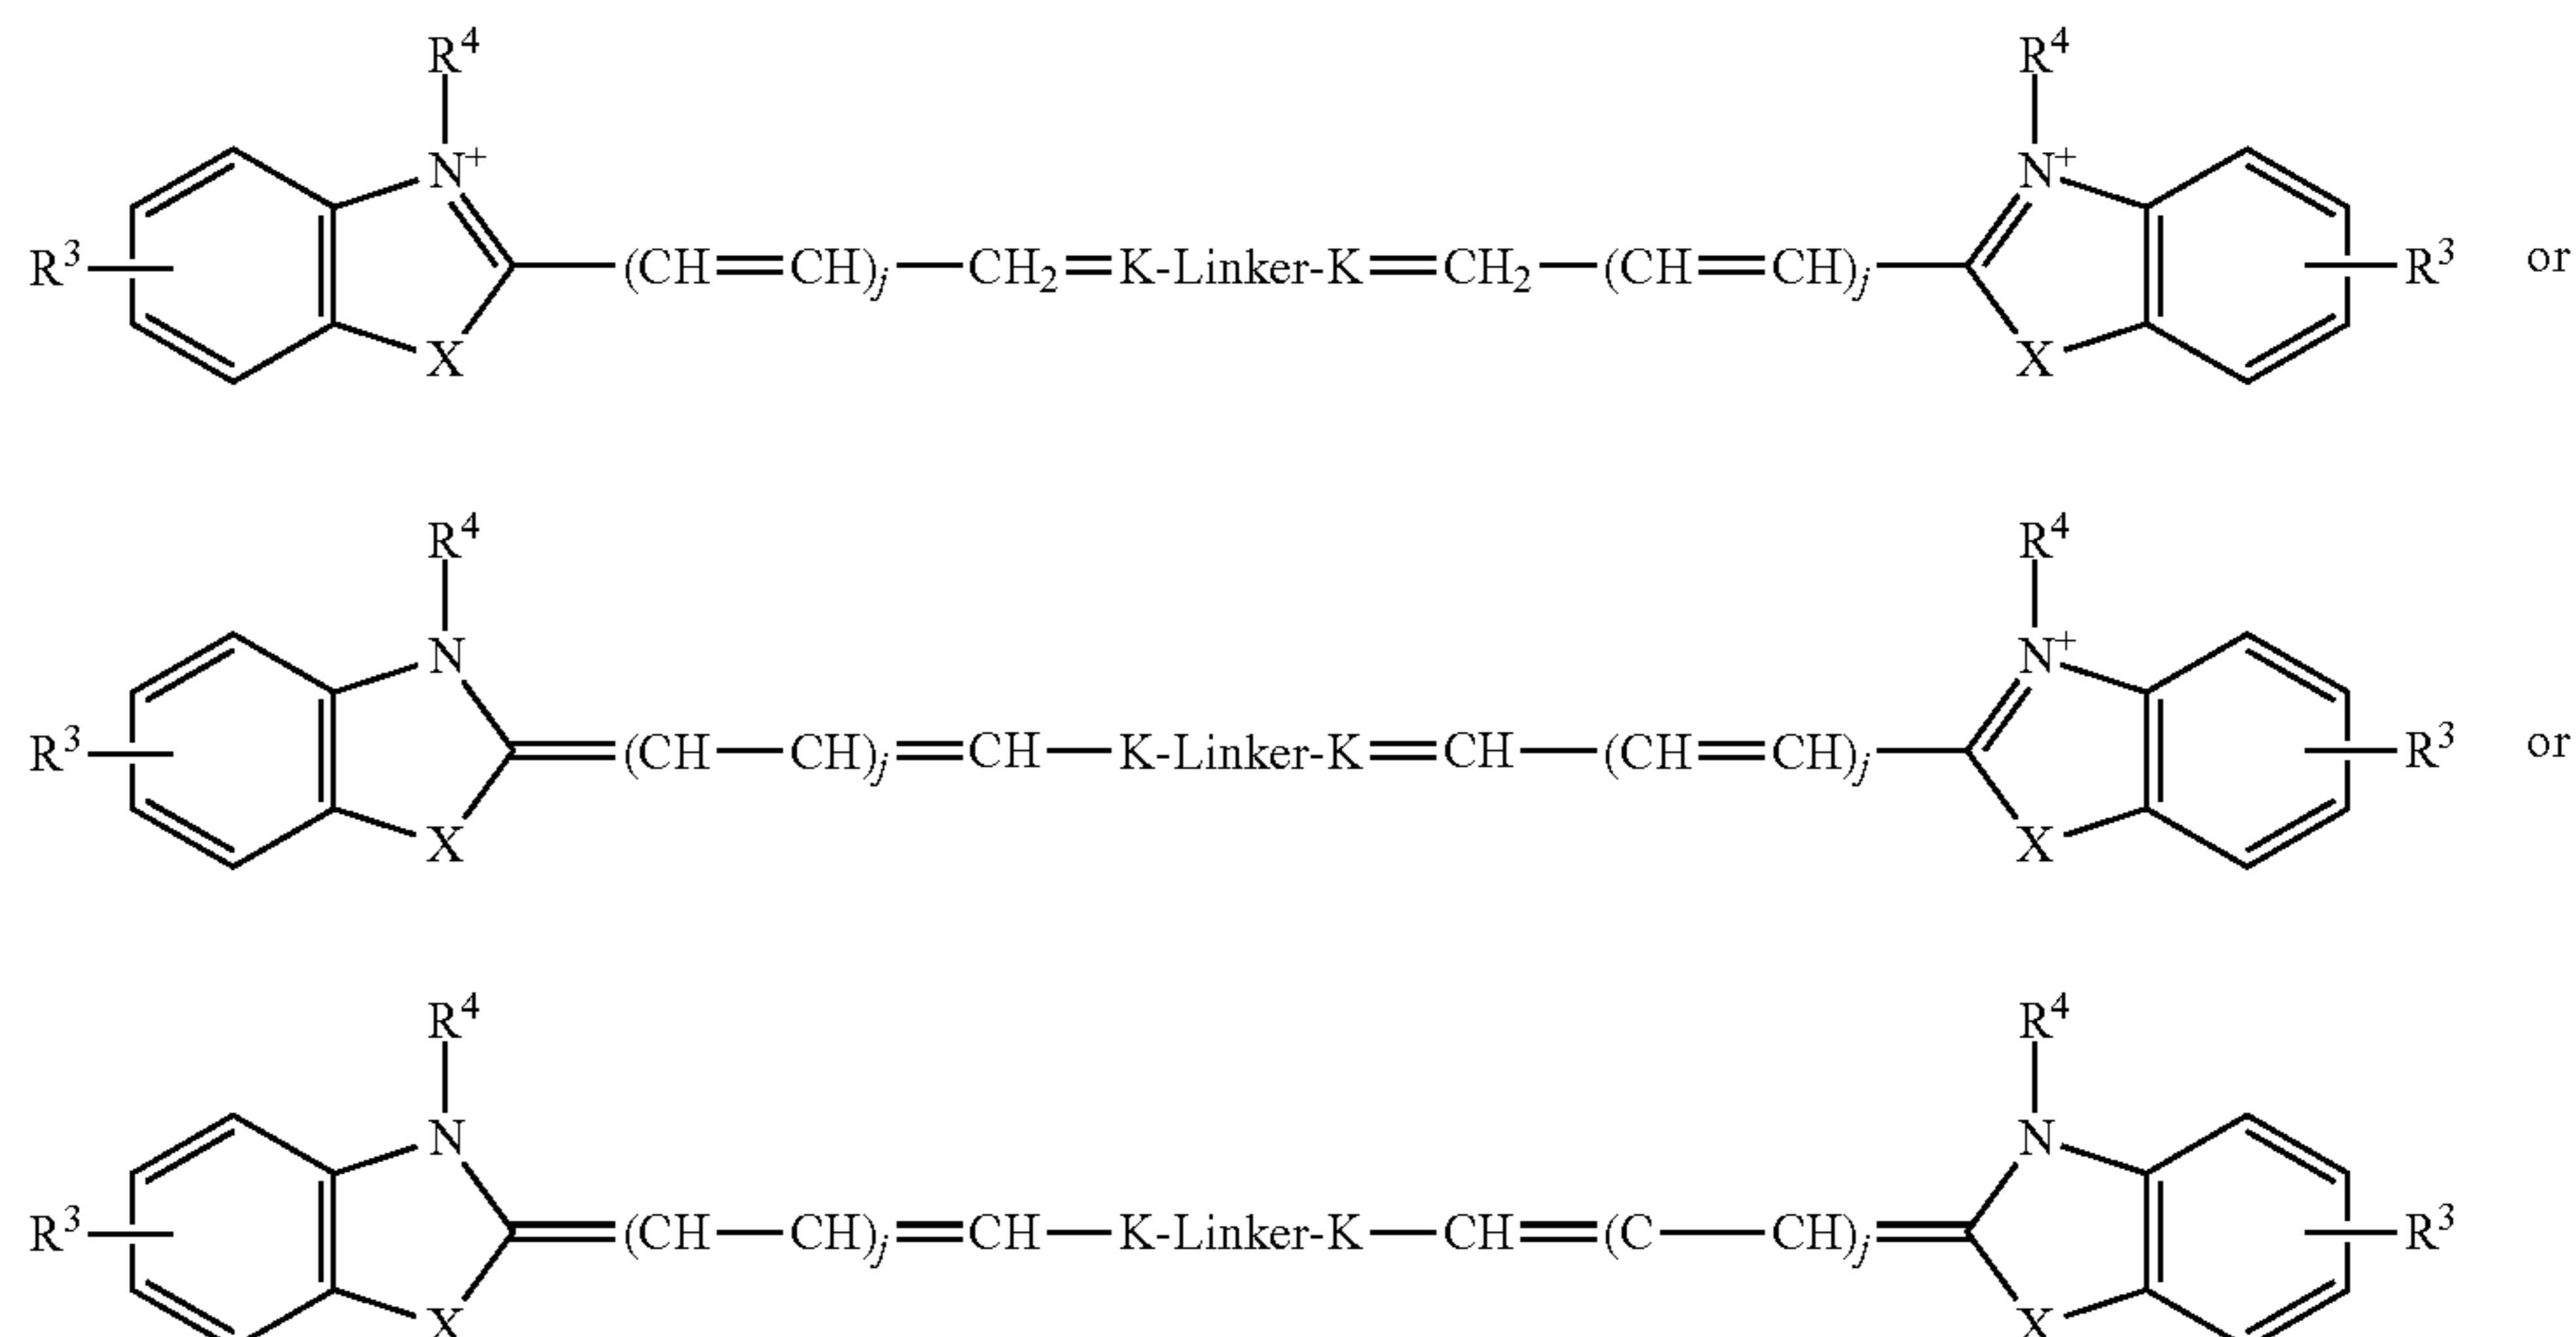 R4 R4
N+ N+
R3 (CH=CH)j—CH2=K-Linker-K=CH2—(CH=CH)j R3 or
X X
R4 R4
N N+
R3 =(CH—CH)j=CH—K-Linker-K=CH—(CH=CH)j R3 or
X X
R4 R4
N N
R3 =(CH—CH)j=CH—K-Linker-K—CH=(C—CH)j= R3
X X